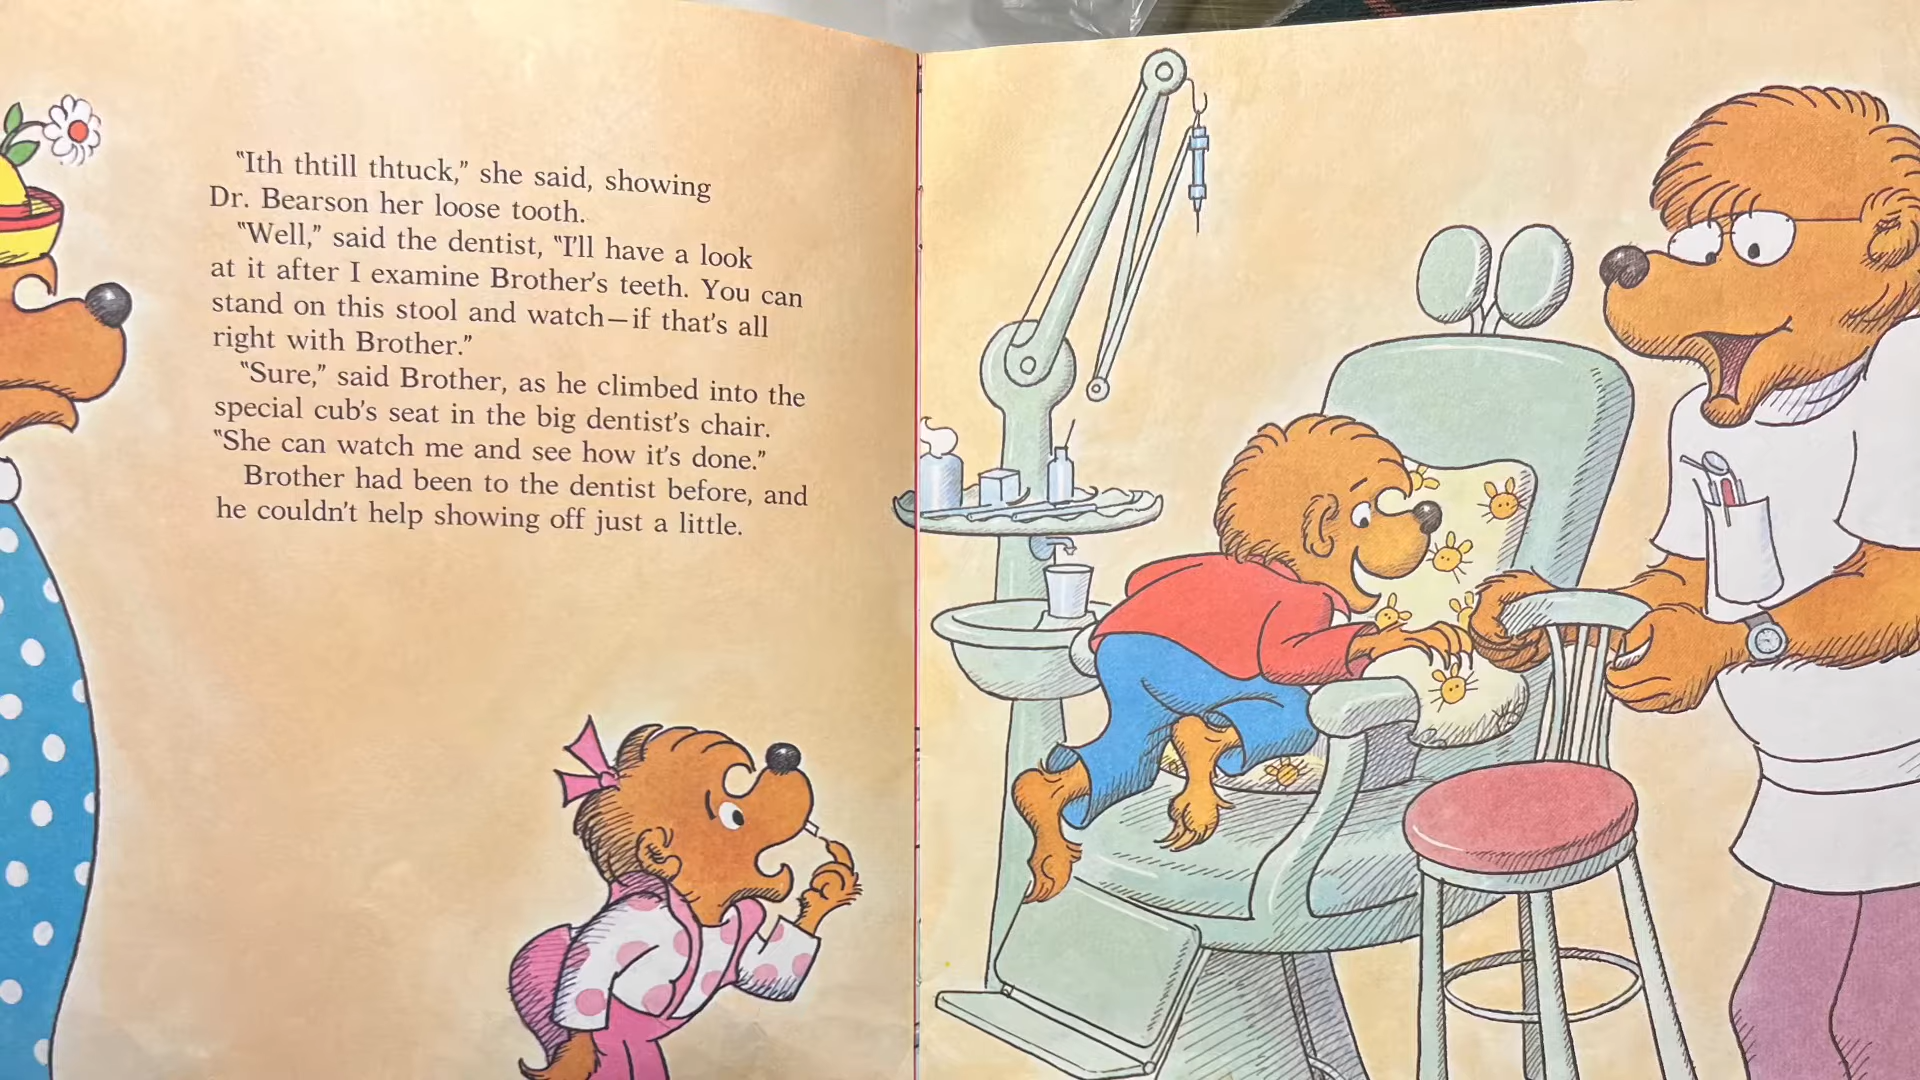 "Ith thtill thtuck," she said, showing
Dr. Bearson her loose tooth.
"Well," said the dentist, "I'll have a look
at it after I examine Brother's teeth. You can
stand on this stool and watch—if that's all
right with Brother."
"Sure," said Brother, as he climbed into the
special cub's seat in the big dentist's chair.
"She can watch me and see how it's done."
Brother had been to the dentist before, and
he couldn't help showing off just a little.